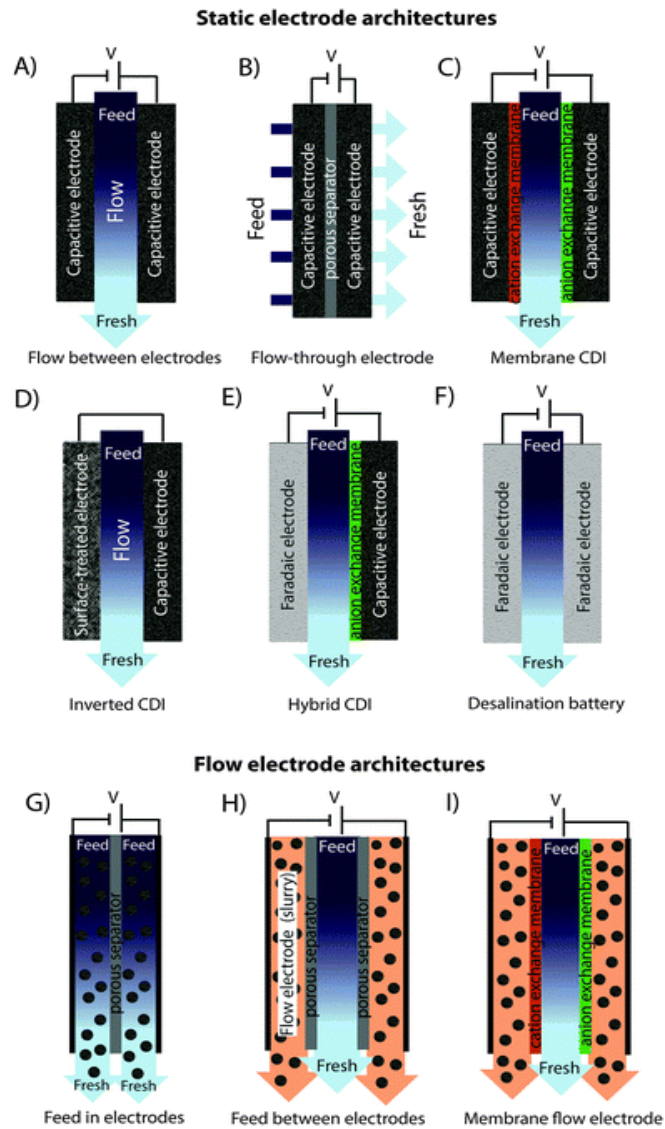 Static electrode architectures
A)
V
Feed
Capacitive electrode
Flow
Capacitive electrode
Fresh
Flow between electrodes
B)
V
Feed
Capacitive electrode
porous separator
Capacitive electrode
Fresh
Flow-through electrode
C)
V
Feed
Capacitive electrode
cation exchange membrane
anion exchange membrane
Capacitive electrode
Fresh
Membrane CDI
D)
Feed
Surface-treated electrode
Flow
Capacitive electrode
Fresh
Inverted CDI
E)
V
Feed
Faradaic electrode
anion exchange membrane
Capacitive electrode
Fresh
Hybrid CDI
F)
V
Feed
Faradaic electrode
Faradaic electrode
Fresh
Desalination battery
Flow electrode architectures
G)
V
Feed
Feed
porous separator
Fresh
Fresh
Feed in electrodes
H)
V
Feed
Flow electrode (slurry)
porous separator
porous separator
Fresh
Feed between electrodes
I)
V
Feed
cation exchange membrane
anion exchange membrane
Fresh
Membrane flow electrode